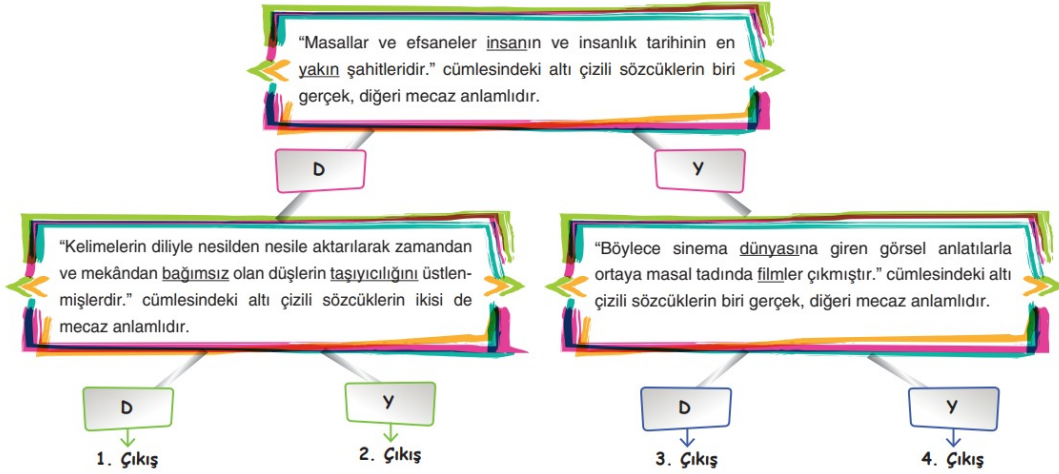 “Masallar ve efsaneler insanın ve insanlık tarihinin en
yakın şahitleridir.” cümlesindeki altı çizili sözcüklerin biri
gerçek, diğeri mecaz anlamlıdır.
D
Y
“Kelimelerin diliyle nesilden nesile aktarılarak zamandan
ve mekândan bağımsız olan düşlerin taşıyıcılığını üstlen-
mişlerdir.” cümlesindeki altı çizili sözcüklerin ikisi de
mecaz anlamlıdır.
“Böylece sinema dünyasına giren görsel anlatılarla
ortaya masal tadında filmler çıkmıştır.” cümlesindeki altı
çizili sözcüklerin biri gerçek, diğeri mecaz anlamlıdır.
D
Y
D
Y
1. Çıkış
2. Çıkış
3. Çıkış
4. Çıkış